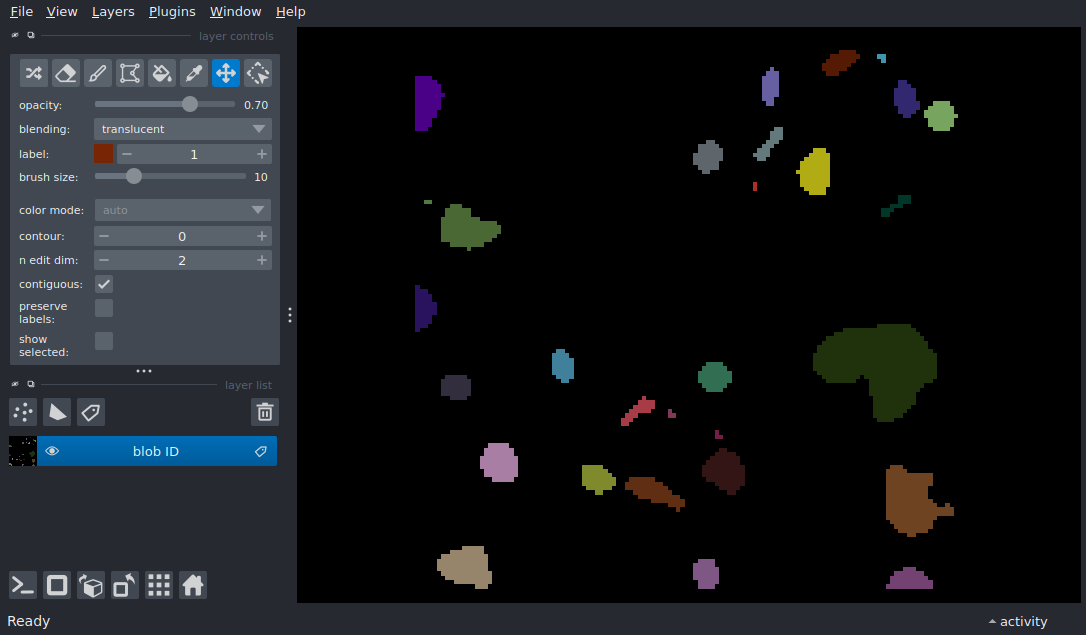 File View Layers Plugins Window Help
layer controls
opacity: 0.70
blending: translucent
label: 1
brush size: 10
color mode: auto
contour: 0
n edit dim: 2
contiguous:
preserve
labels:
show
selected:
layer list
blob ID
Ready
activity